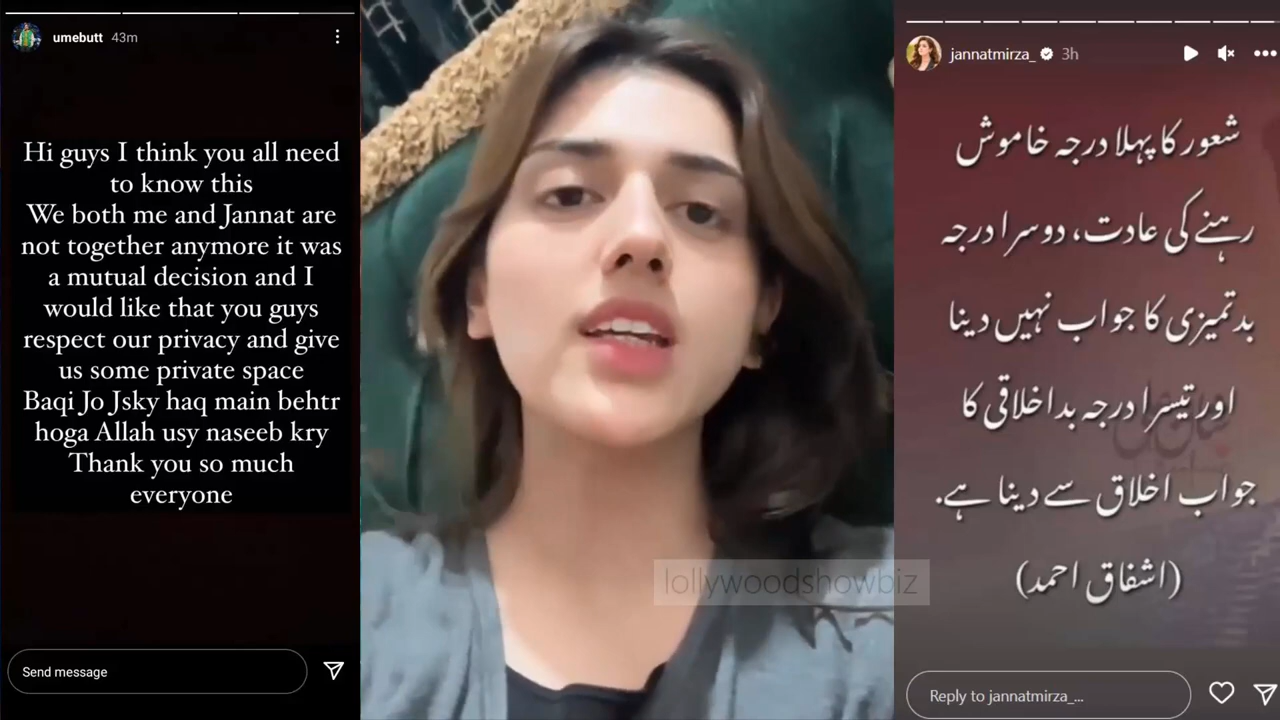 umebutt 43m
Hi guys I think you all need
to know this
We both me and Jannat are
not together anymore it was
a mutual decision and I
would like that you guys
respect our privacy and give
us some private space
Baqi Jo Jsky haq main behtr
hoga Allah usy naseeb kry
Thank you so much
everyone
Send message
lollywoodshowbiz
jannatmirza_ 3h
شعور کا پہلا درجہ خاموش
رہنے کی عادت، دوسرا درجہ
بدتمیزی کا جواب نہیں دینا
اور تیسرا درجہ بداخلاقی کا
جواب اخلاق سے دینا ہے.
(اشفاق احمد)
Reply to jannatmirza_...